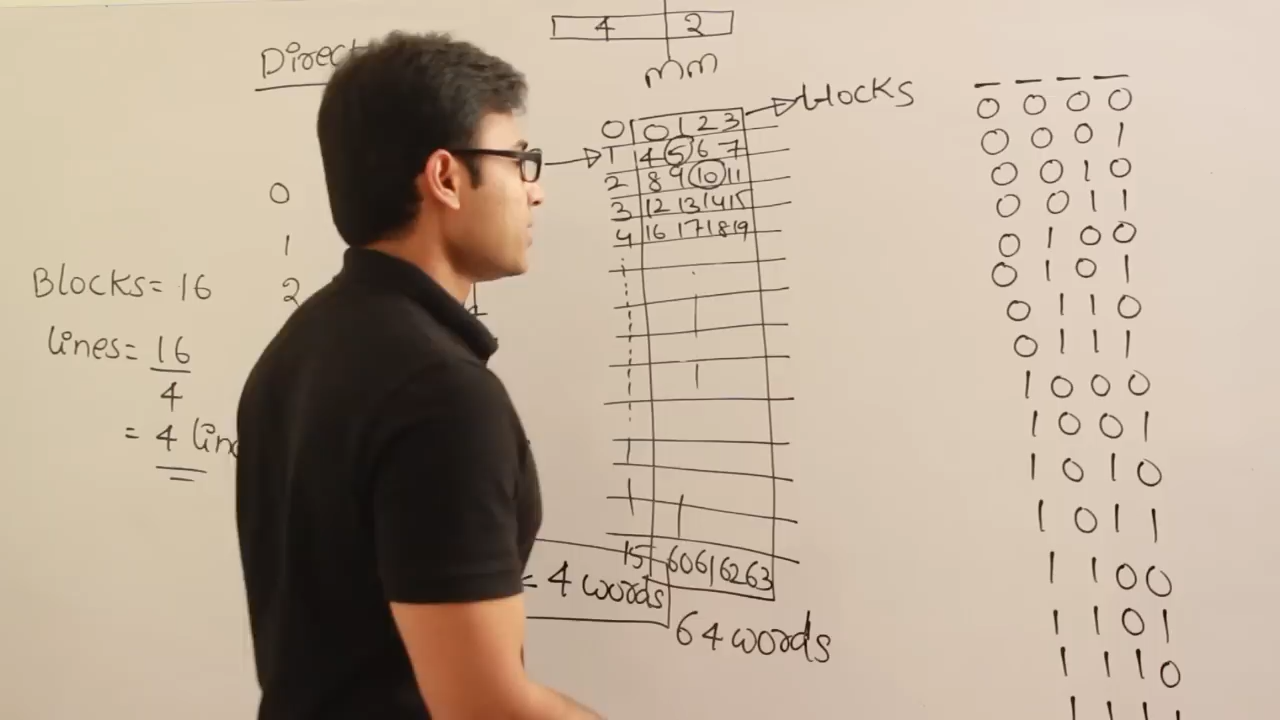 4 2
mm
blocks
0 0 1 2 3
1 4 5 6 7
2 8 9 10 11
3 12 13 14 15
4 16 17 18 19
15 60 61 62 63
= 4 words
64 words
0
1
2
Blocks = 16
lines = 16
4
= 4
0 0 0 0
0 0 0 1
0 0 1 0
0 0 1 1
0 1 0 0
0 1 0 1
0 1 1 0
0 1 1 1
1 0 0 0
1 0 0 1
1 0 1 0
1 0 1 1
1 1 0 0
1 1 0 1
1 1 1 0
1 1 1 1